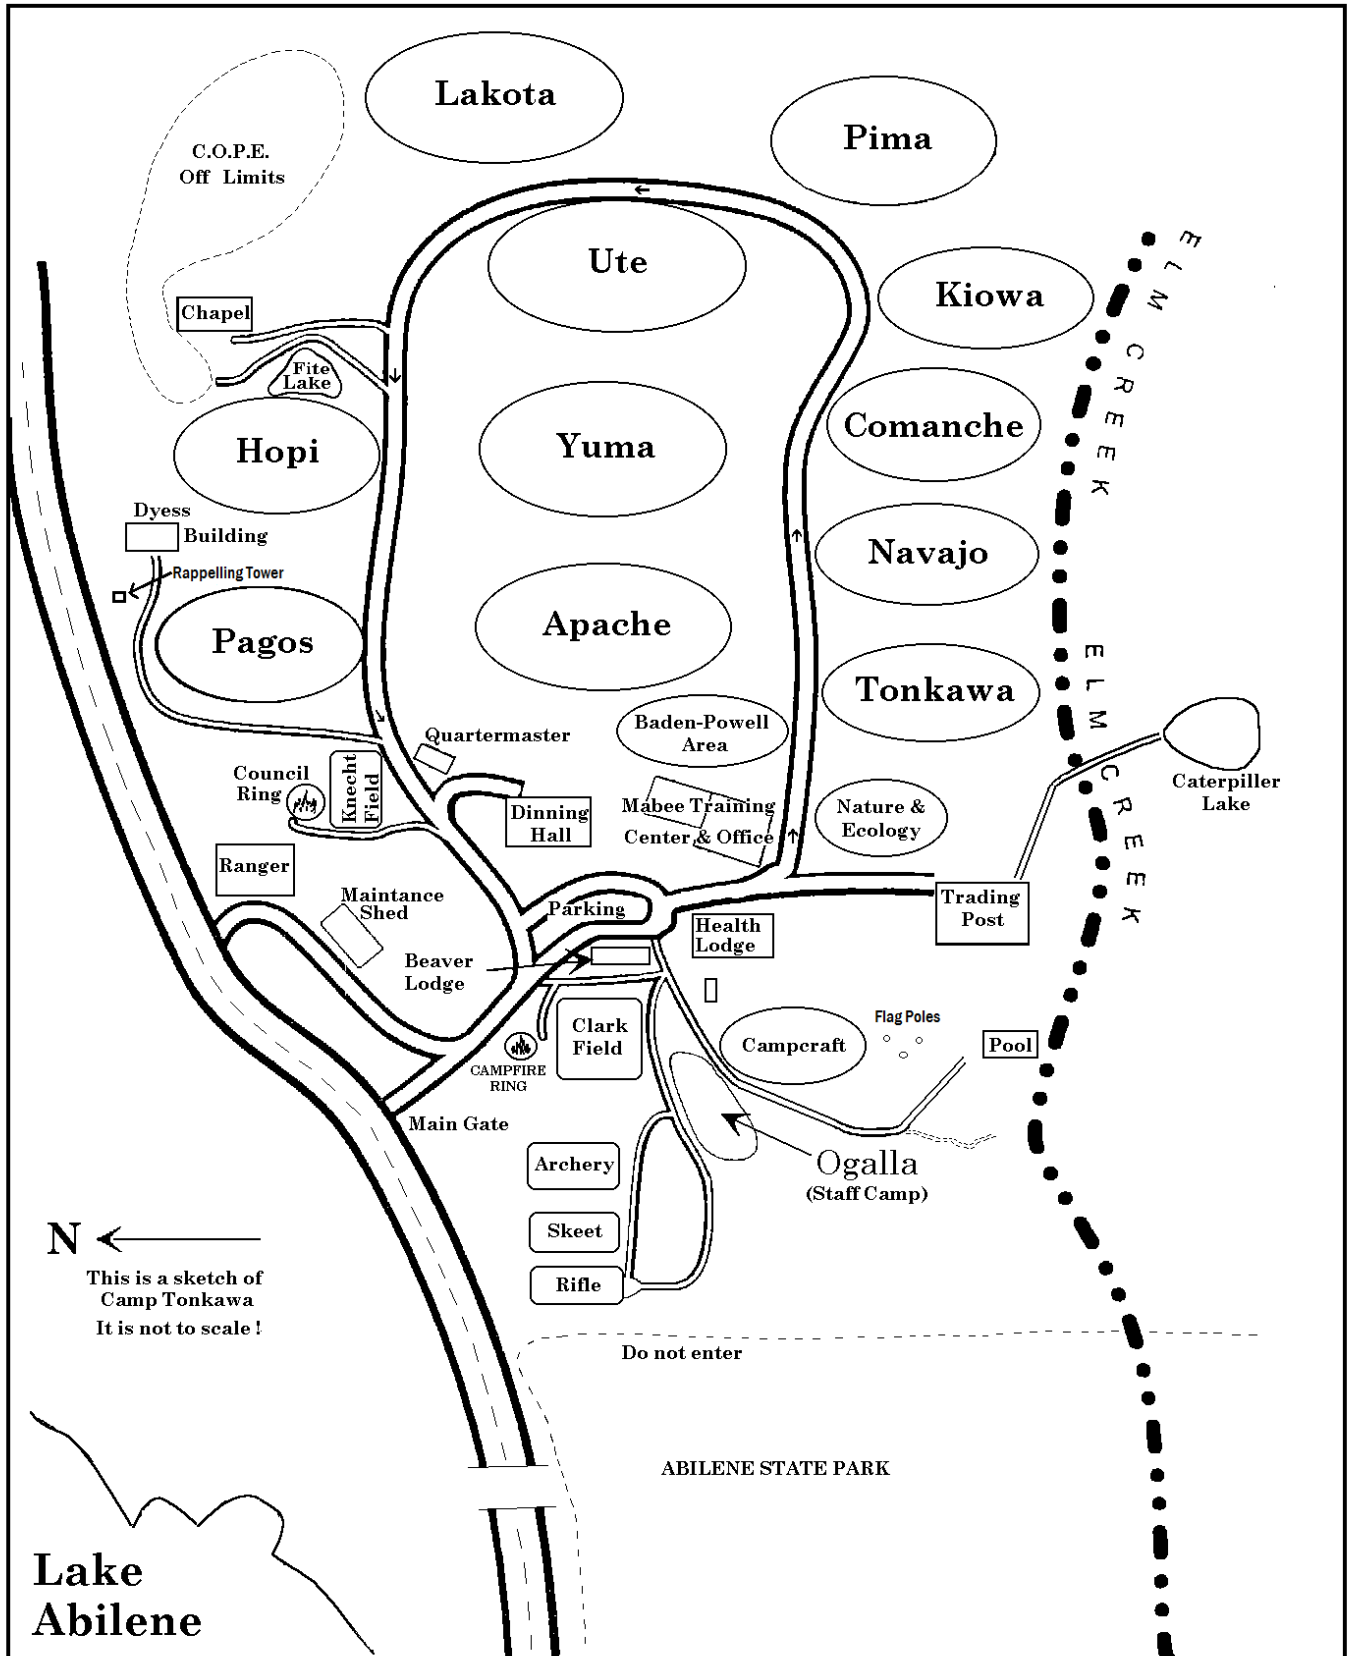 Lakota
Pima
C.O.P.E.
Off Limits
Ute
Kiowa
ELM CREEK
Chapel
Fite
Lake
Hopi
Yuma
Comanche
Dyess
Building
Rappelling Tower
Navajo
Pagos
Apache
Tonkawa
ELM CREEK
Baden-Powell
Area
Quartermaster
Council
Ring
Knecht
Field
Caterpiller
Lake
Dinning
Hall
Mabee Training
Center & Office
Nature &
Ecology
Ranger
Maintance
Shed
Parking
Health
Lodge
Trading
Post
Beaver
Lodge
Clark
Field
Campcraft
Flag Poles
Pool
CAMPFIRE
RING
Main Gate
Archery
Ogalla
(Staff Camp)
Skeet
Rifle
N
This is a sketch of
Camp Tonkawa
It is not to scale !
Do not enter
ABILENE STATE PARK
Lake
Abilene